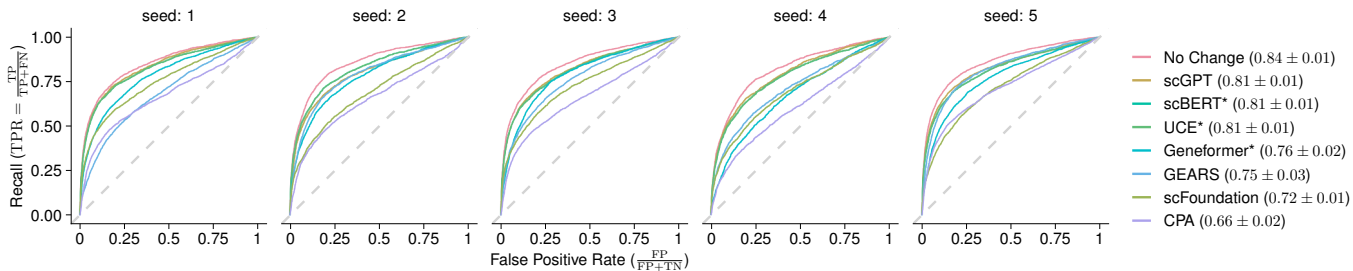 seed: 1
seed: 2
seed: 3
seed: 4
seed: 5
Recall (TPR = TP/TP+FN)
1.00
0.75
0.50
0.25
0.00
0 0.25 0.50 0.75 1
0 0.25 0.50 0.75 1
0 0.25 0.50 0.75 1
0 0.25 0.50 0.75 1
0 0.25 0.50 0.75 1
False Positive Rate (FP/FP+TN)
No Change (0.84 ± 0.01)
scGPT (0.81 ± 0.01)
scBERT* (0.81 ± 0.01)
UCE* (0.81 ± 0.01)
Geneformer* (0.76 ± 0.02)
GEARS (0.75 ± 0.03)
scFoundation (0.72 ± 0.01)
CPA (0.66 ± 0.02)